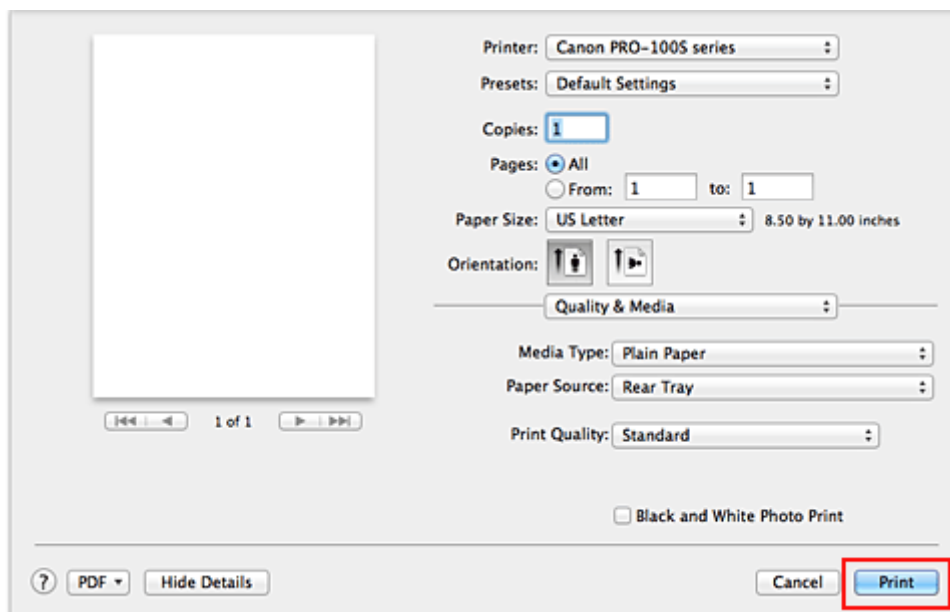 Printer: Canon PRO-100S series
Presets: Default Settings
Copies: 1
Pages: All
From: 1 to: 1
Paper Size: US Letter 8.50 by 11.00 inches
Orientation:
Quality & Media
Media Type: Plain Paper
Paper Source: Rear Tray
1 of 1
Print Quality: Standard
Black and White Photo Print
? PDF Hide Details Cancel Print